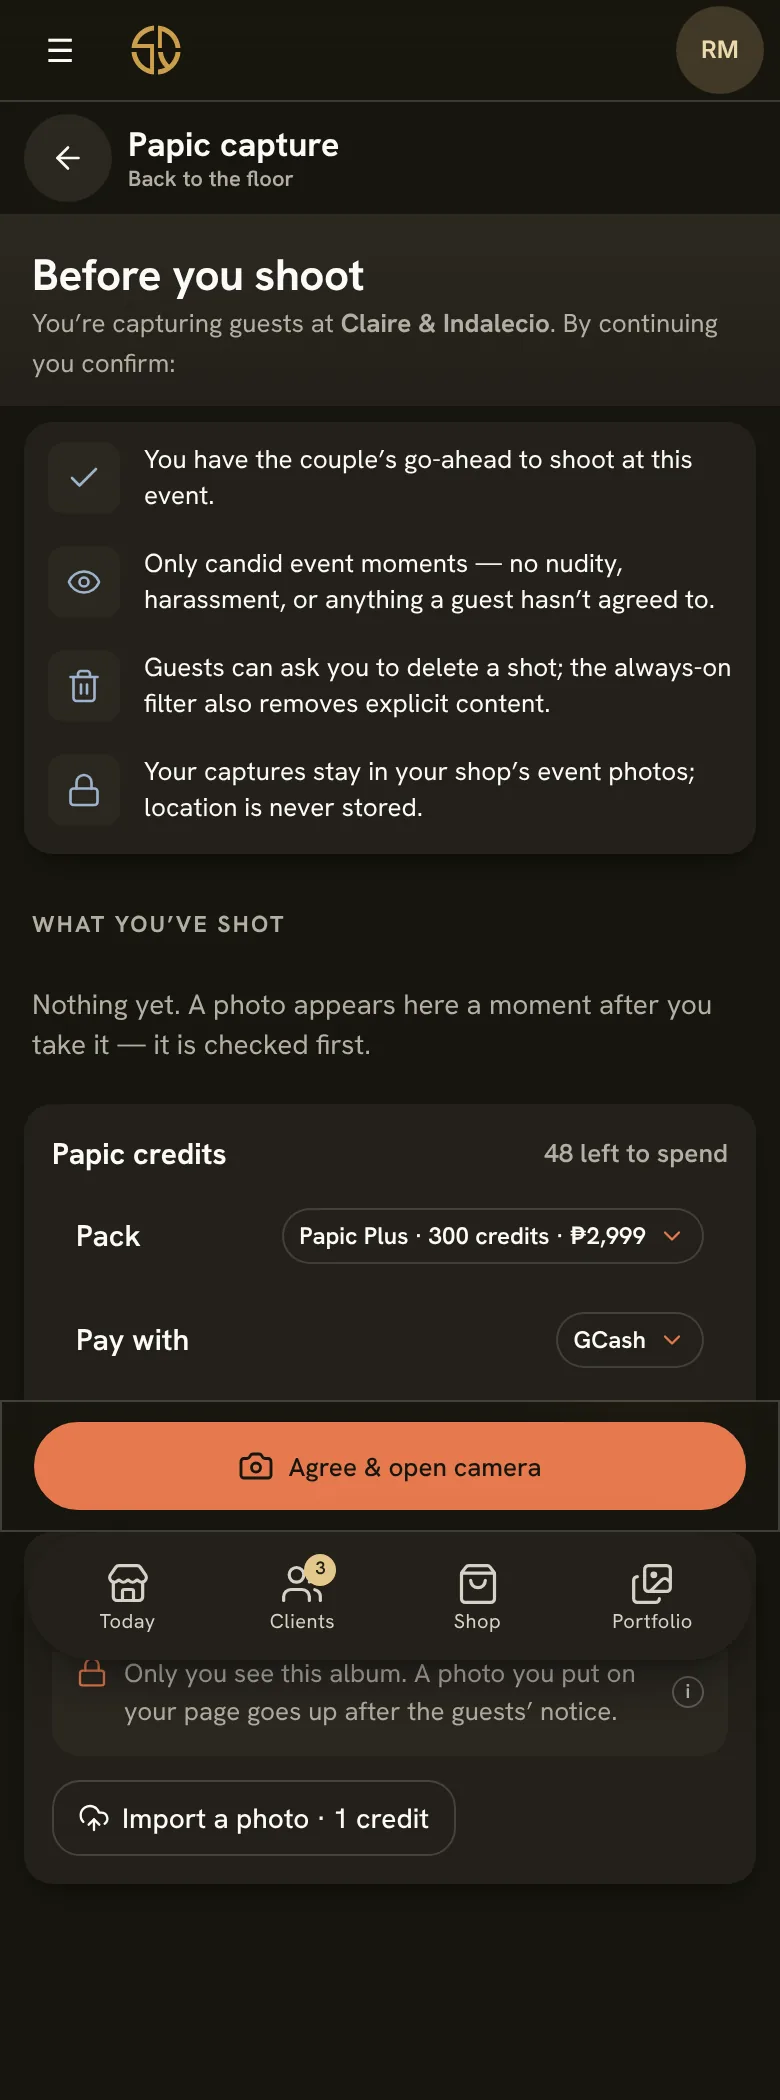 RM
Papic capture
Back to the floor
Before you shoot
You’re capturing guests at Claire & Indalecio. By continuing
you confirm:
You have the couple’s go-ahead to shoot at this
event.
Only candid event moments — no nudity,
harassment, or anything a guest hasn’t agreed to.
Guests can ask you to delete a shot; the always-on
filter also removes explicit content.
Your captures stay in your shop’s event photos;
location is never stored.
WHAT YOU’VE SHOT
Nothing yet. A photo appears here a moment after you
take it — it is checked first.
Papic credits
48 left to spend
Pack
Papic Plus · 300 credits · ₱2,999
Pay with
GCash
Agree & open camera
3
Today
Clients
Shop
Portfolio
Only you see this album. A photo you put on
your page goes up after the guests’ notice.
Import a photo · 1 credit